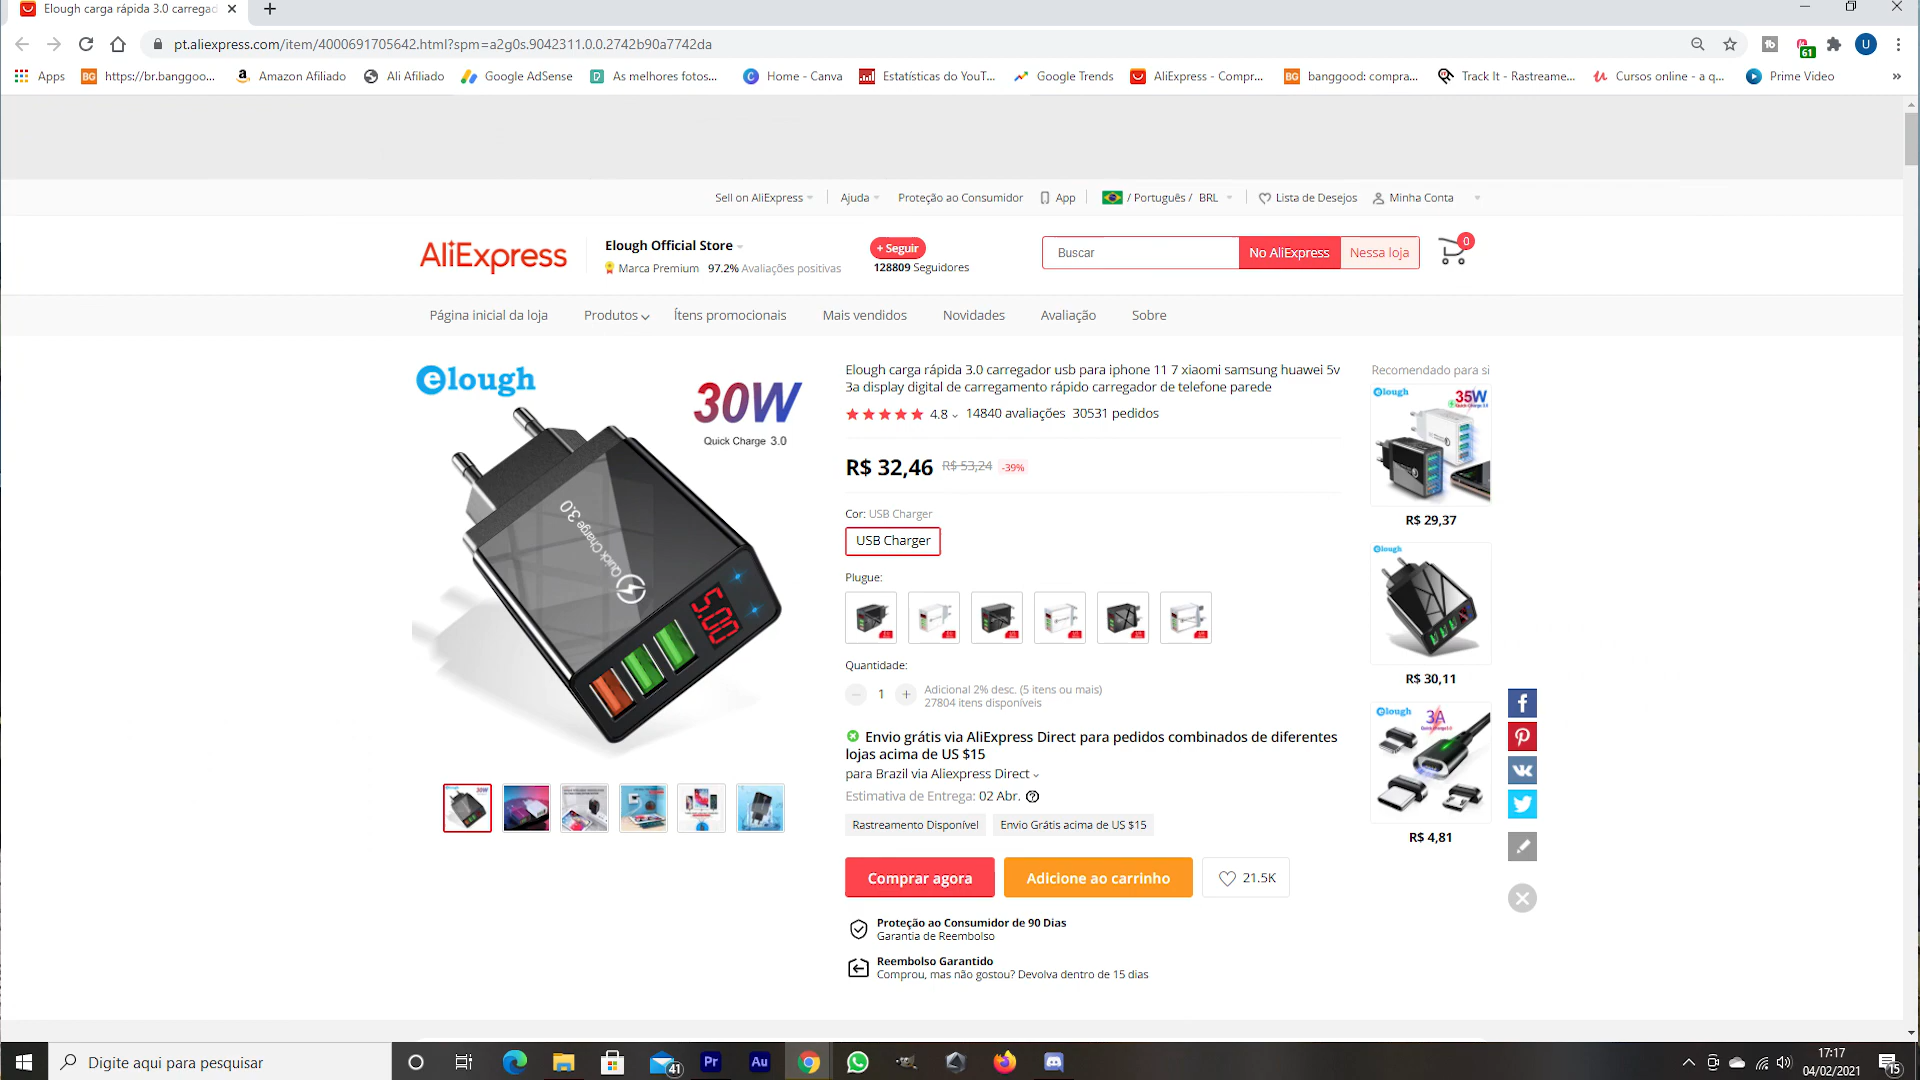 Elough carga rápida 3.0 carregad
pt.aliexpress.com/item/4000691705642.html?spm=a2g0s.9042311.0.0.2742b90a7742da
61
U
Apps
https://br.banggoo...
Amazon Afiliado
Ali Afiliado
Google AdSense
As melhores fotos...
Home - Canva
Estatísticas do YouT...
Google Trends
AliExpress - Compr...
banggood: compra...
Track It - Rastreame...
Cursos online - a q...
Prime Video
Sell on AliExpress
Ajuda
Proteção ao Consumidor
App
/ Português / BRL
Lista de Desejos
Minha Conta
AliExpress
Elough Official Store
Marca Premium 97.2% Avaliações positivas
+ Seguir
128809 Seguidores
Buscar
No AliExpress
Nessa loja
0
Página inicial da loja
Produtos
Ítens promocionais
Mais vendidos
Novidades
Avaliação
Sobre
elough
30W
Quick Charge 3.0
Quick Charge 3.0
5.00
Elough carga rápida 3.0 carregador usb para iphone 11 7 xiaomi samsung huawei 5v
3a display digital de carregamento rápido carregador de telefone parede
4.8 14840 avaliações 30531 pedidos
R$ 32,46 R$ 53,24 -39%
Cor: USB Charger
USB Charger
Plugue:
Quantidade:
1
Adicional 2% desc. (5 itens ou mais)
27804 itens disponíveis
Envio grátis via AliExpress Direct para pedidos combinados de diferentes
lojas acima de US $15
para Brazil via Aliexpress Direct
Estimativa de Entrega: 02 Abr.
Rastreamento Disponível
Envio Grátis acima de US $15
Comprar agora
Adicione ao carrinho
21.5K
Proteção ao Consumidor de 90 Dias
Garantia de Reembolso
Reembolso Garantido
Comprou, mas não gostou? Devolva dentro de 15 dias
Recomendado para si
elough
35W
R$ 29,37
elough
R$ 30,11
elough
3A
R$ 4,81
Digite aqui para pesquisar
41
Pr
Au
17:17
04/02/2021
15